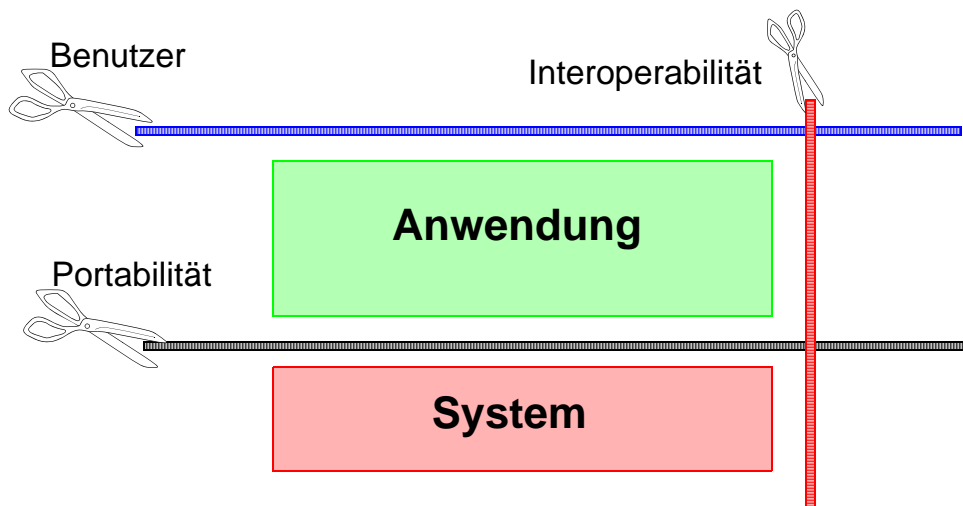 Benutzer
Interoperabilität
Anwendung
Portabilität
System